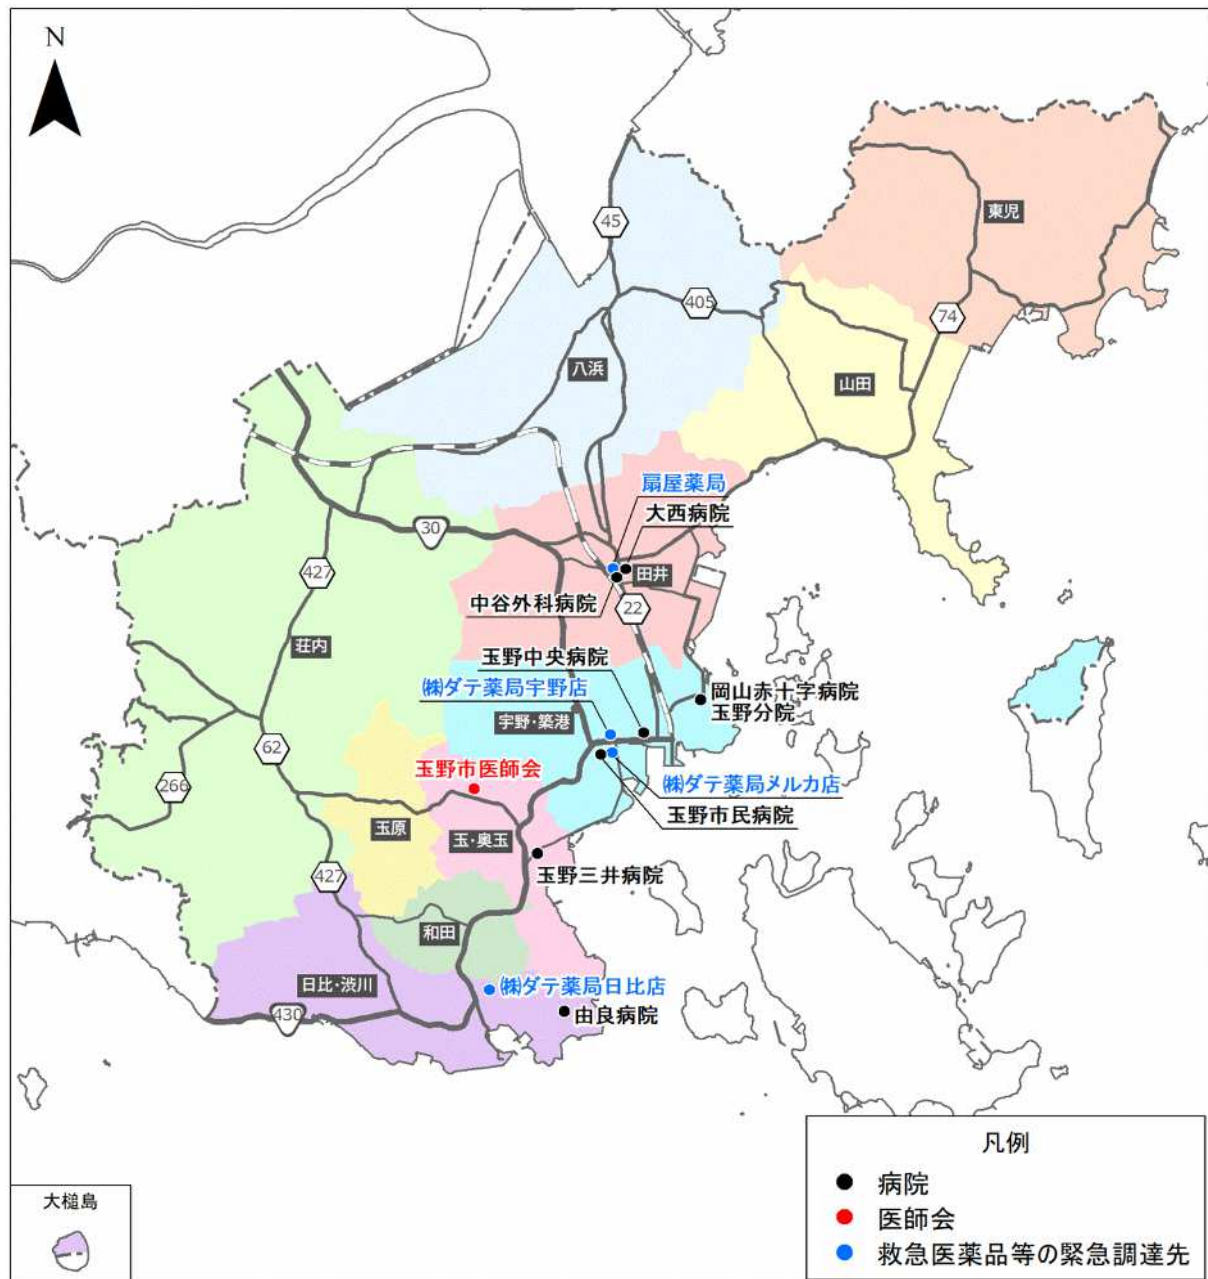 N
45
東児
405
74
八浜
山田
扇屋薬局
大西病院
30
427
田井
中谷外科病院
22
荘内
玉野中央病院
㈱ダテ薬局宇野店
岡山赤十字病院
玉野分院
宇野・築港
62
玉野市医師会
㈱ダテ薬局メルカ店
266
玉野市民病院
玉原
玉・奥玉
玉野三井病院
427
和田
日比・渋川
㈱ダテ薬局日比店
430
由良病院
凡例
病院
医師会
救急医薬品等の緊急調達先
大槌島